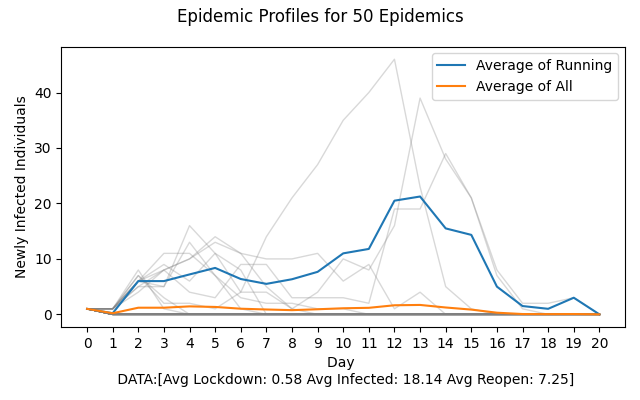 Epidemic Profiles for 50 Epidemics
Average of Running
Average of All
Newly Infected Individuals
40
30
20
10
0
0 1 2 3 4 5 6 7 8 9 10 11 12 13 14 15 16 17 18 19 20
Day
DATA:[Avg Lockdown: 0.58 Avg Infected: 18.14 Avg Reopen: 7.25]